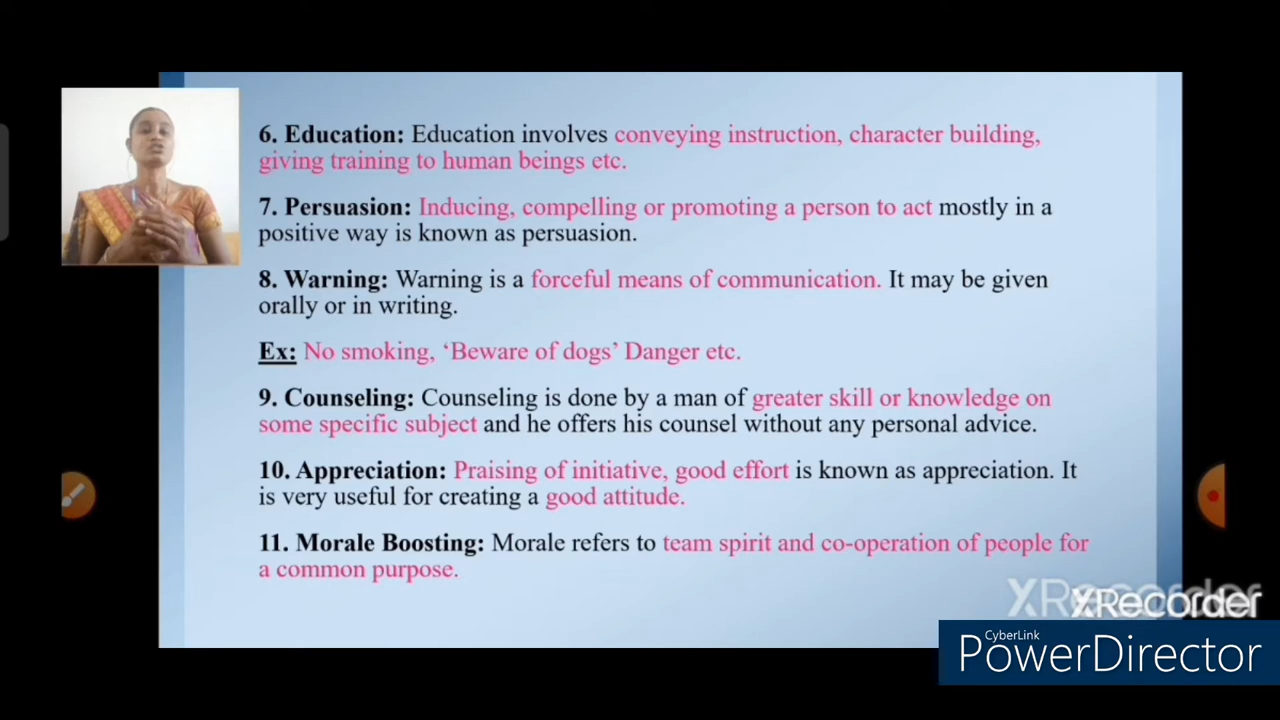 6. Education: Education involves conveying instruction, character building,
giving training to human beings etc.
7. Persuasion: Inducing, compelling or promoting a person to act mostly in a
positive way is known as persuasion.
8. Warning: Warning is a forceful means of communication. It may be given
orally or in writing.
Ex: No smoking, ‘Beware of dogs’ Danger etc.
9. Counseling: Counseling is done by a man of greater skill or knowledge on
some specific subject and he offers his counsel without any personal advice.
10. Appreciation: Praising of initiative, good effort is known as appreciation. It
is very useful for creating a good attitude.
11. Morale Boosting: Morale refers to team spirit and co-operation of people for
a common purpose.
XRecorder
XRecorder
CyberLink
PowerDirector